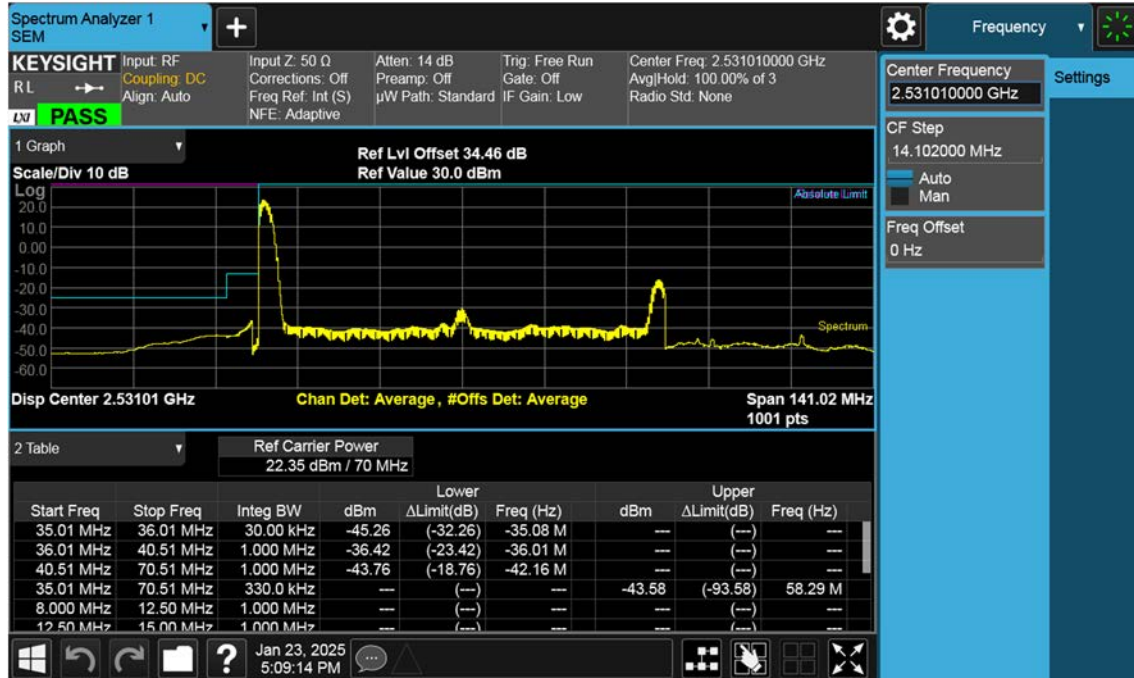 Spectrum Analyzer 1
SEM
Frequency
KEYSIGHT
R L
LXI PASS
Input: RF
Coupling: DC
Align: Auto
Input Z: 50 Ω
Corrections: Off
Freq Ref: Int (S)
NFE: Adaptive
Atten: 14 dB
Preamp: Off
µW Path: Standard
Trig: Free Run
Gate: Off
IF Gain: Low
Center Freq: 2.531010000 GHz
Avg|Hold: 100.00% of 3
Radio Std: None
Center Frequency
2.531010000 GHz
Settings
CF Step
14.102000 MHz
Auto
Man
Freq Offset
0 Hz
1 Graph
Scale/Div 10 dB
Ref Lvl Offset 34.46 dB
Ref Value 30.0 dBm
Log
20.0
10.0
0.00
-10.0
-20.0
-30.0
-40.0
-50.0
-60.0
Limit
Spectrum
Disp Center 2.53101 GHz
Chan Det: Average, #Offs Det: Average
Span 141.02 MHz
1001 pts
2 Table
Ref Carrier Power
22.35 dBm / 70 MHz
Lower Upper
Start Freq Stop Freq Integ BW dBm ΔLimit(dB) Freq (Hz) dBm ΔLimit(dB) Freq (Hz)
35.01 MHz 36.01 MHz 30.00 kHz -45.26 (-32.26) -35.08 M --- (---) ---
36.01 MHz 40.51 MHz 1.000 MHz -36.42 (-23.42) -36.01 M --- (---) ---
40.51 MHz 70.51 MHz 1.000 MHz -43.76 (-18.76) -42.16 M --- (---) ---
35.01 MHz 70.51 MHz 330.0 kHz --- (---) --- -43.58 (-93.58) 58.29 M
8.000 MHz 12.50 MHz 1.000 MHz --- (---) --- --- (---) ---
12.50 MHz 15.00 MHz 1.000 MHz --- (---) --- --- (---) ---
?
Jan 23, 2025
5:09:14 PM